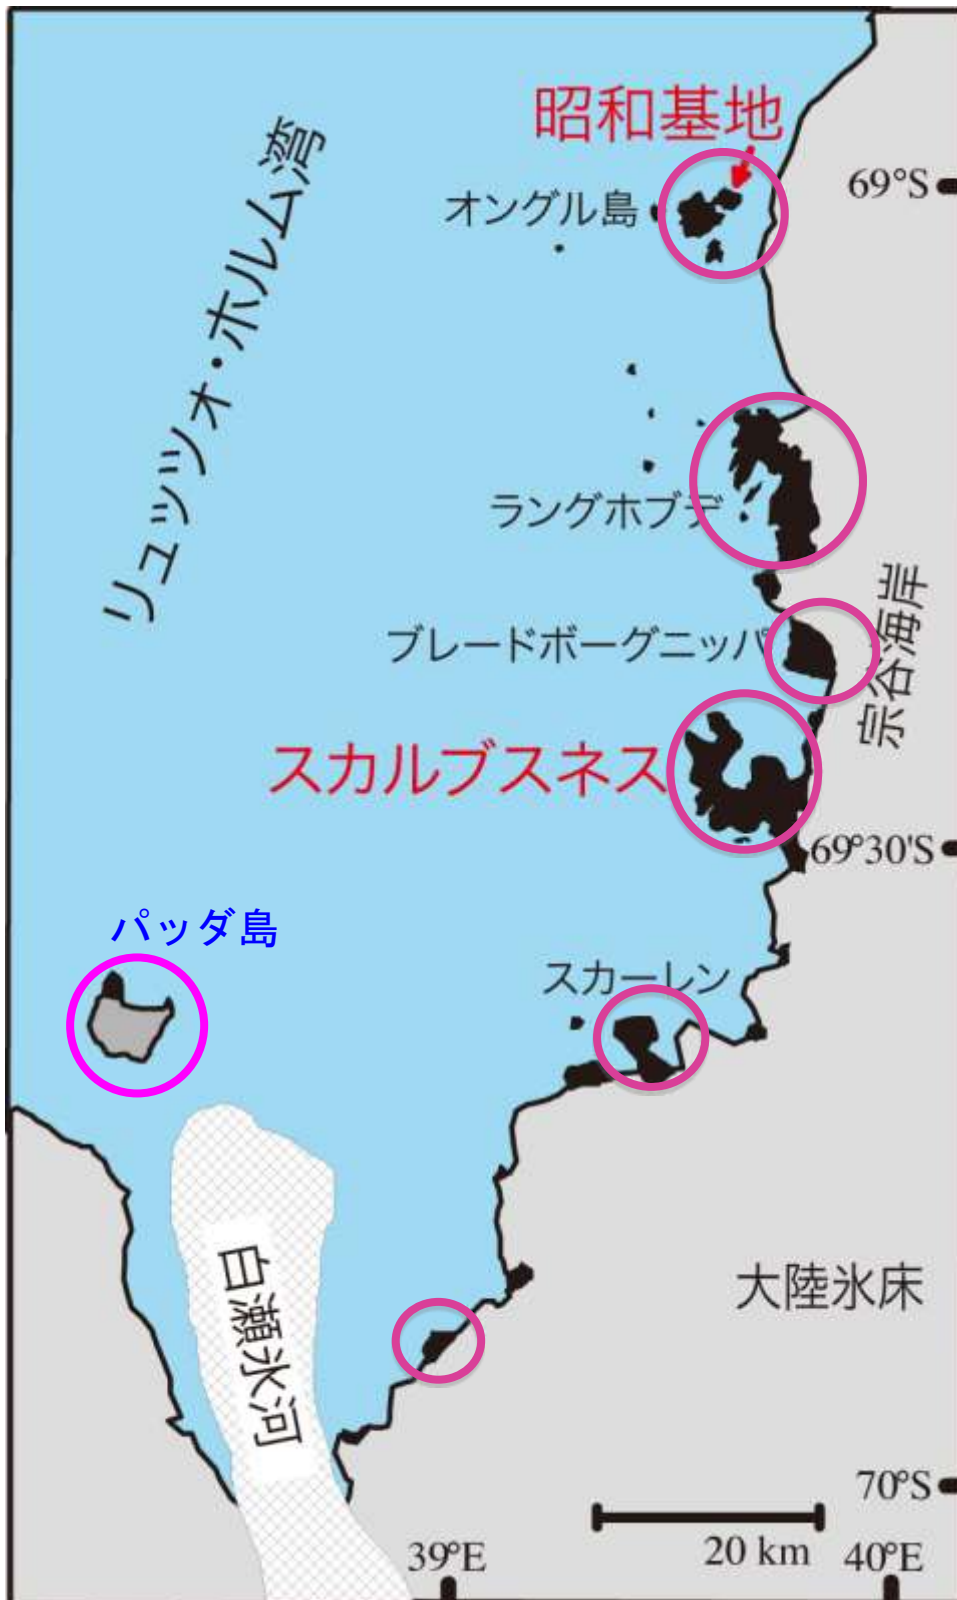 昭和基地
69°S
オングル島
リュッツォ・ホルム湾
ラングホブデ
宗谷海岸
ブレードボーグニッパ
スカルブスネス
69°30'S
パッダ島
スカーレン
白瀬氷河
大陸氷床
70°S
20 km
39°E
40°E